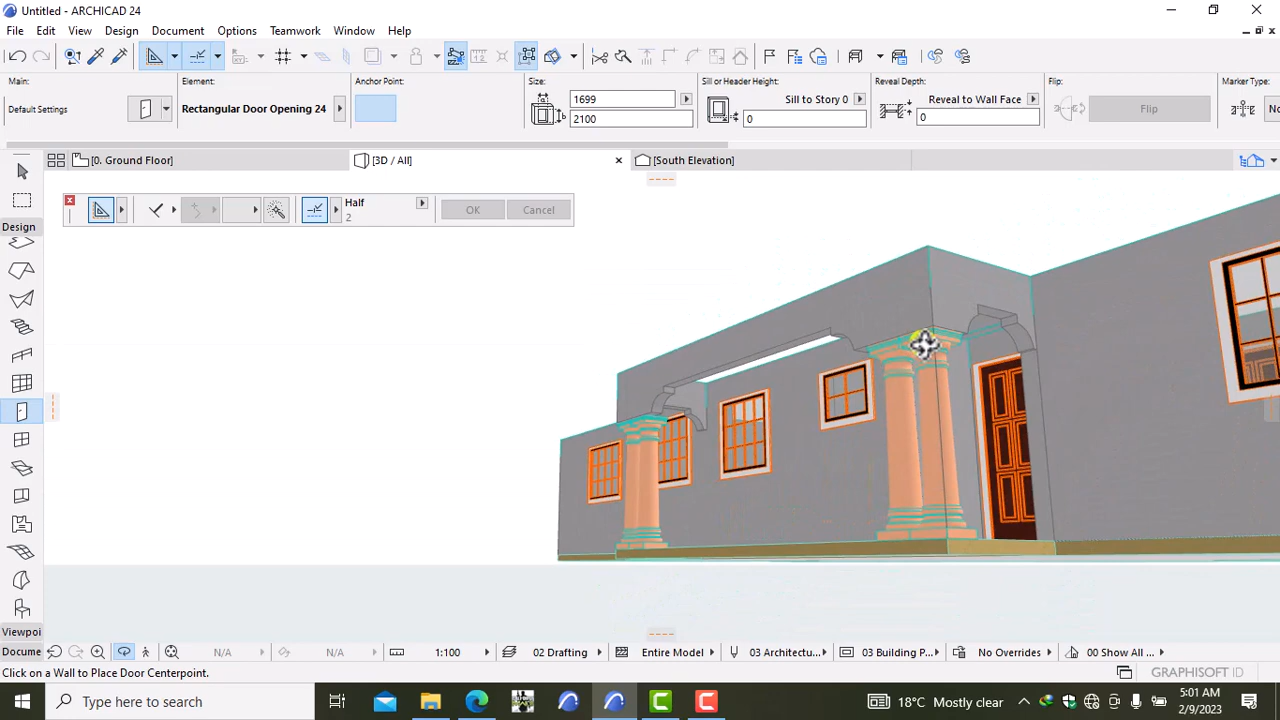 Untitled - ARCHICAD 24
File Edit View Design Document Options Teamwork Window Help
Main:
Default Settings
Element:
Rectangular Door Opening 24
Anchor Point:
Size:
1699
2100
Sill or Header Height:
Sill to Story 0
0
Reveal Depth:
Reveal to Wall Face
0
Flip:
Flip
Marker Type:
No
[0. Ground Floor]
[3D / All]
[South Elevation]
Half
2
OK
Cancel
Design
Viewpoi
Docume
N/A
N/A
1:100
02 Drafting
Entire Model
03 Architectu...
03 Building P...
No Overrides
00 Show All ...
Click on a Wall to Place Door Centerpoint.
GRAPHISOFT ID
Type here to search
18°C Mostly clear
5:01 AM
2/9/2023